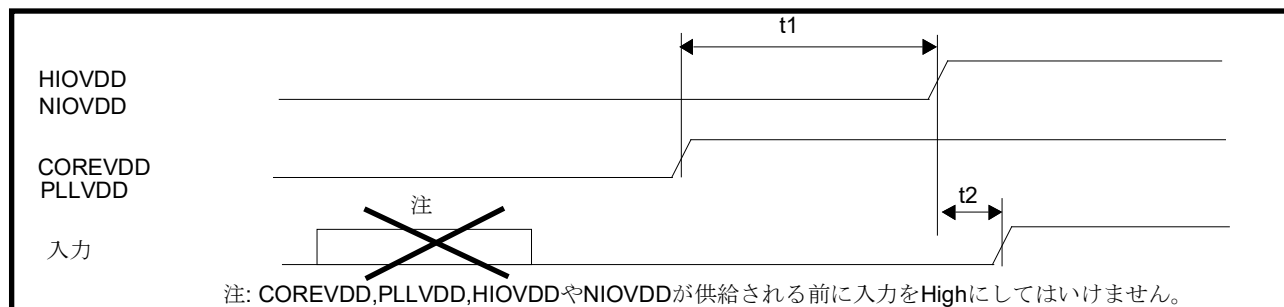 t1
HIOVDD
NIOVDD
COREVDD
PLLVDD
t2
注
入力
注: COREVDD,PLLVDD,HIOVDDやNIOVDDが供給される前に入力をHighにしてはいけません。